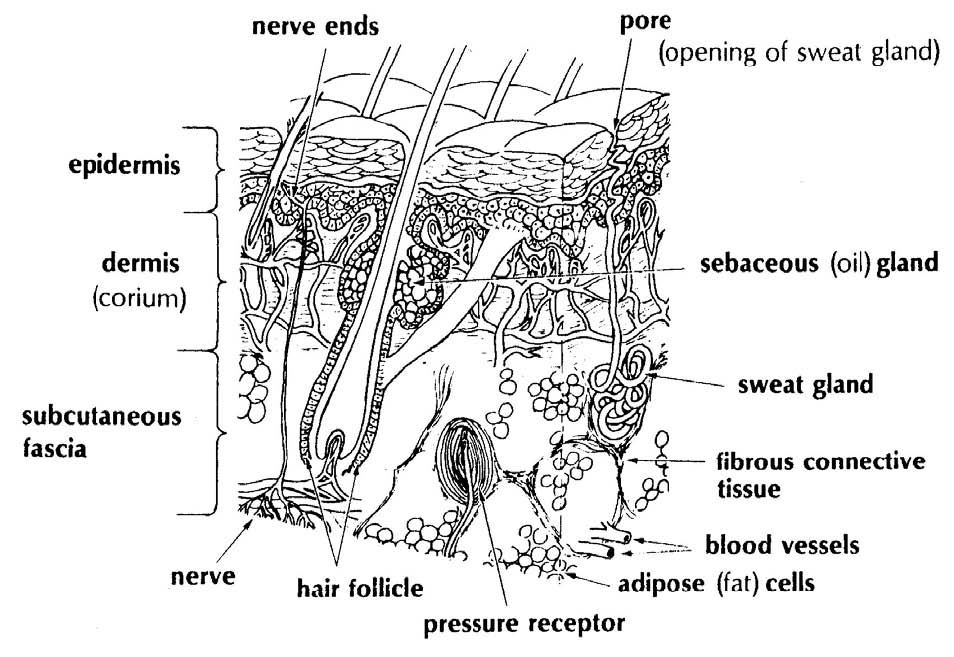 nerve ends
pore
(opening of sweat gland)
epidermis
dermis
(corium)
sebaceous (oil) gland
sweat gland
subcutaneous
fascia
fibrous connective
tissue
blood vessels
nerve
hair follicle
adipose (fat) cells
pressure receptor